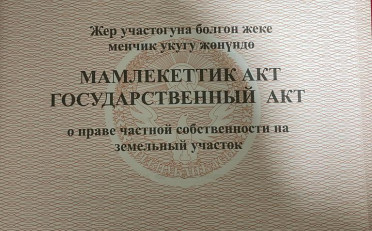 Жер участогуна болгон жеке
менчик укугу жөнүндө
МАМЛЕКЕТТИК АКТ
ГОСУДАРСТВЕННЫЙ АКТ
о праве частной собственности на
земельный участок